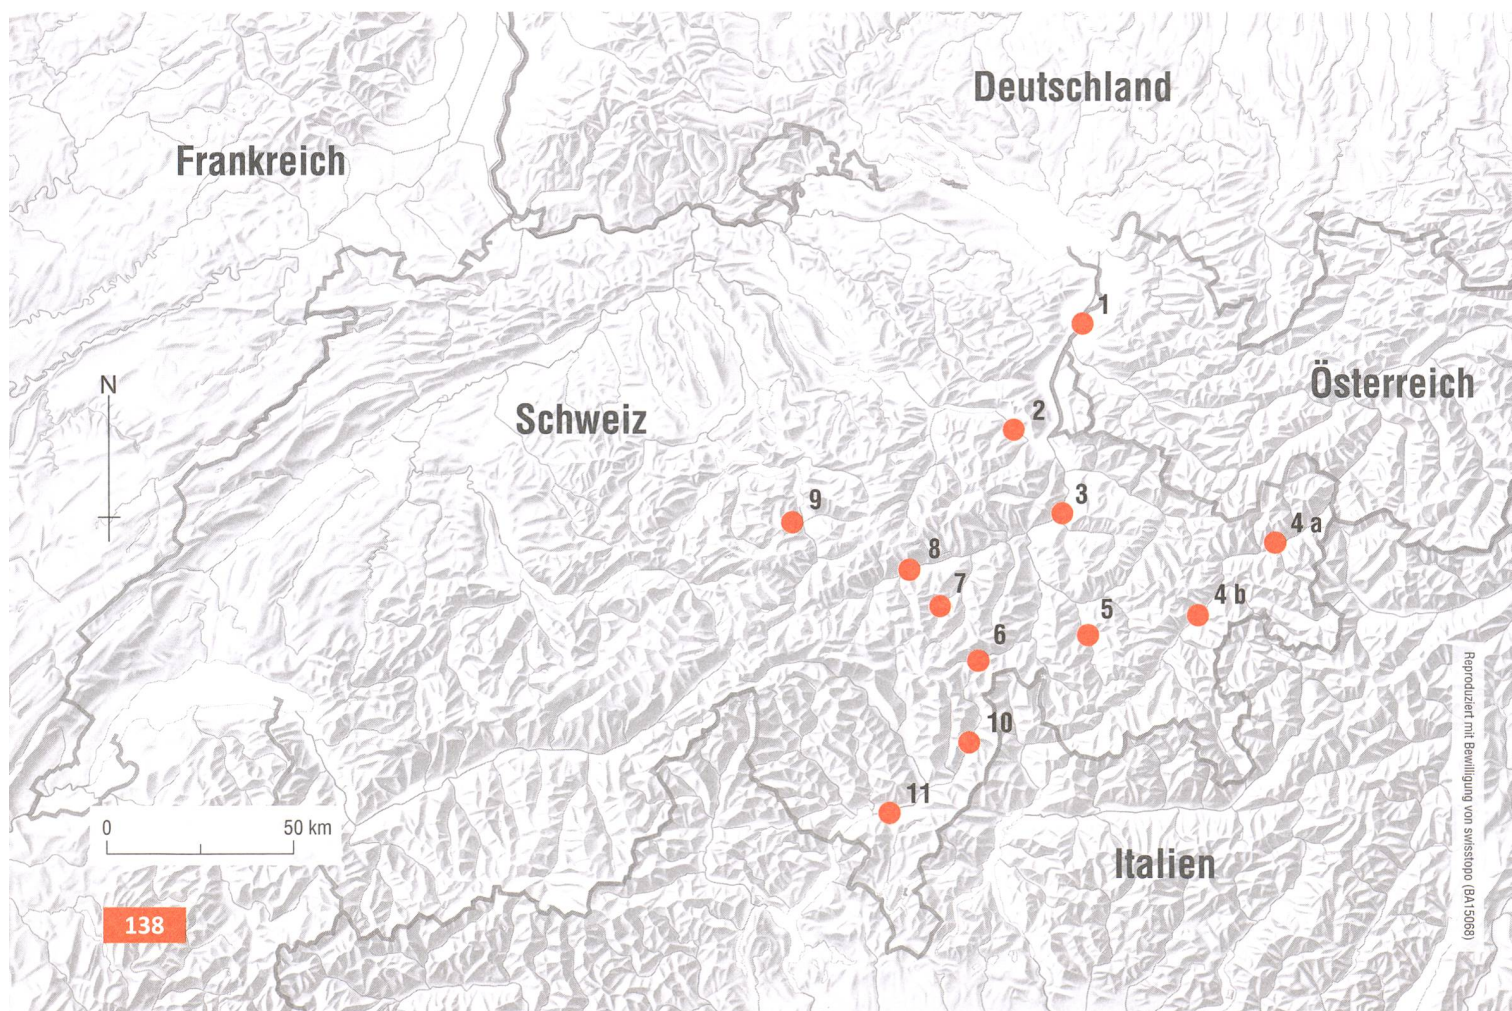 Deutschland
Frankreich
1
Österreich
N
2
Schweiz
3
9
4 a
8
7
4 b
5
6
10
11
0
50 km
Italien
138
Reproduziert mit Bewilligung von swisstopo (BA15068)